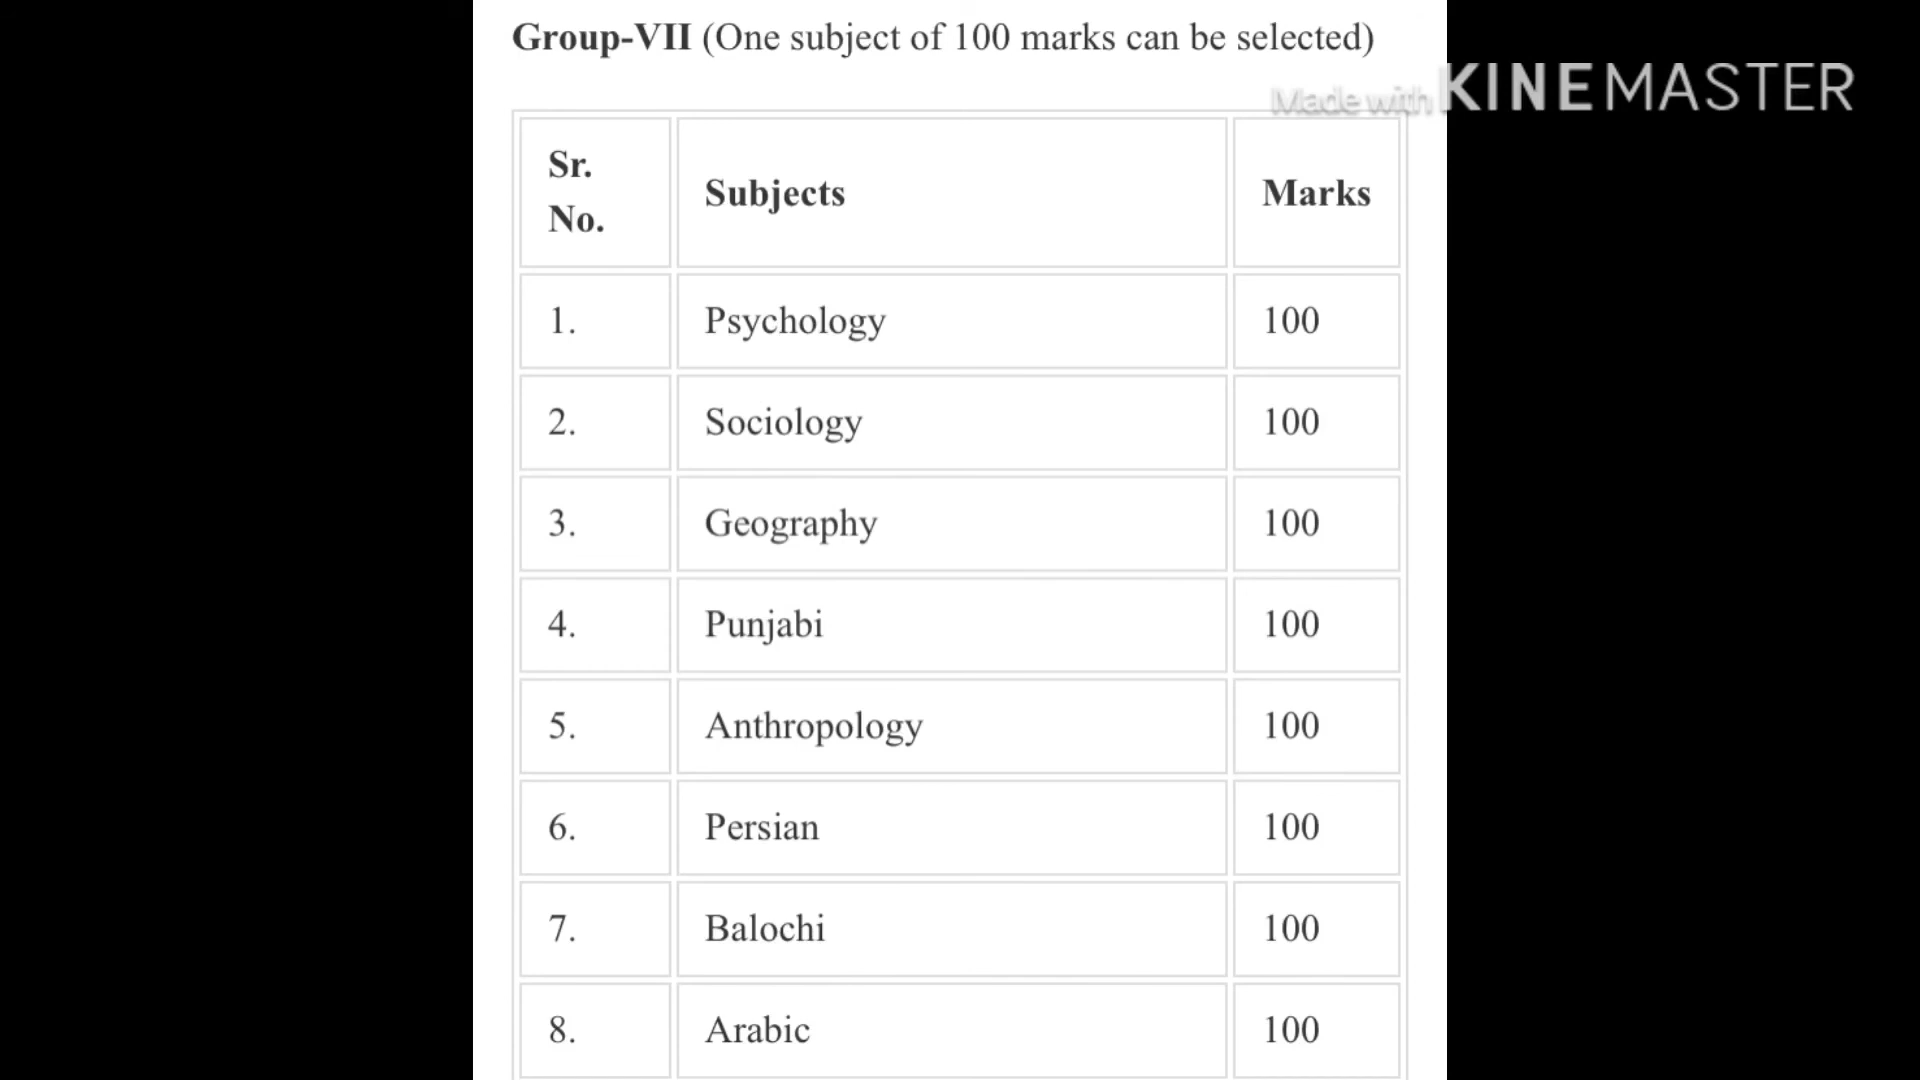 Group-VII (One subject of 100 marks can be selected)
Made with KINEMASTER
Sr. No. Subjects Marks
1. Psychology 100
2. Sociology 100
3. Geography 100
4. Punjabi 100
5. Anthropology 100
6. Persian 100
7. Balochi 100
8. Arabic 100